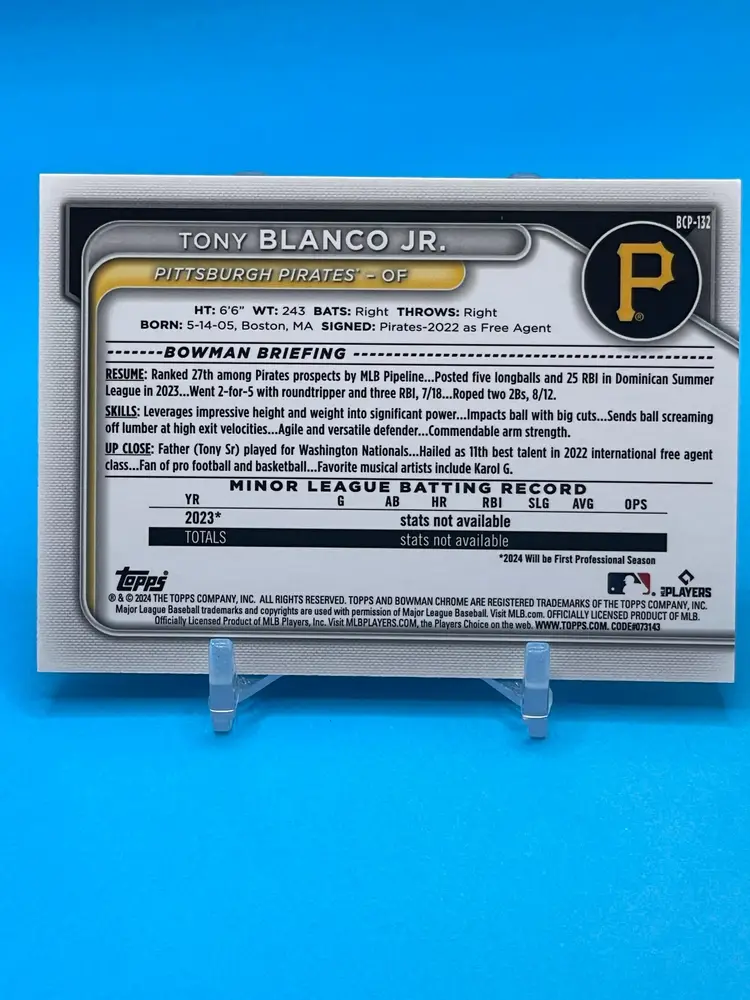 BCP-132
TONY BLANCO JR.
P
®
PITTSBURGH PIRATES® – OF
HT: 6'6" WT: 243 BATS: Right THROWS: Right
BORN: 5-14-05, Boston, MA SIGNED: Pirates-2022 as Free Agent
BOWMAN BRIEFING
RESUME: Ranked 27th among Pirates prospects by MLB Pipeline...Posted five longballs and 25 RBI in Dominican Summer
League in 2023...Went 2-for-5 with roundtripper and three RBI, 7/18...Roped two 2Bs, 8/12.
SKILLS: Leverages impressive height and weight into significant power...Impacts ball with big cuts...Sends ball screaming
off lumber at high exit velocities...Agile and versatile defender...Commendable arm strength.
UP CLOSE: Father (Tony Sr) played for Washington Nationals...Hailed as 11th best talent in 2022 international free agent
class...Fan of pro football and basketball...Favorite musical artists include Karol G.
MINOR LEAGUE BATTING RECORD
YR G AB HR RBI SLG AVG OPS
2023* stats not available
TOTALS stats not available
*2024 Will be First Professional Season
topps
PLAYERS
® & © 2024 THE TOPPS COMPANY, INC. ALL RIGHTS RESERVED. TOPPS AND BOWMAN CHROME ARE REGISTERED TRADEMARKS OF THE TOPPS COMPANY, INC.
Major League Baseball trademarks and copyrights are used with permission of Major League Baseball. Visit MLB.com. OFFICIALLY LICENSED PRODUCT OF MLB.
Officially Licensed Product of MLB Players, Inc. Visit MLBPLAYERS.COM, the Players Choice on the web. WWW.TOPPS.COM. CODE#073143